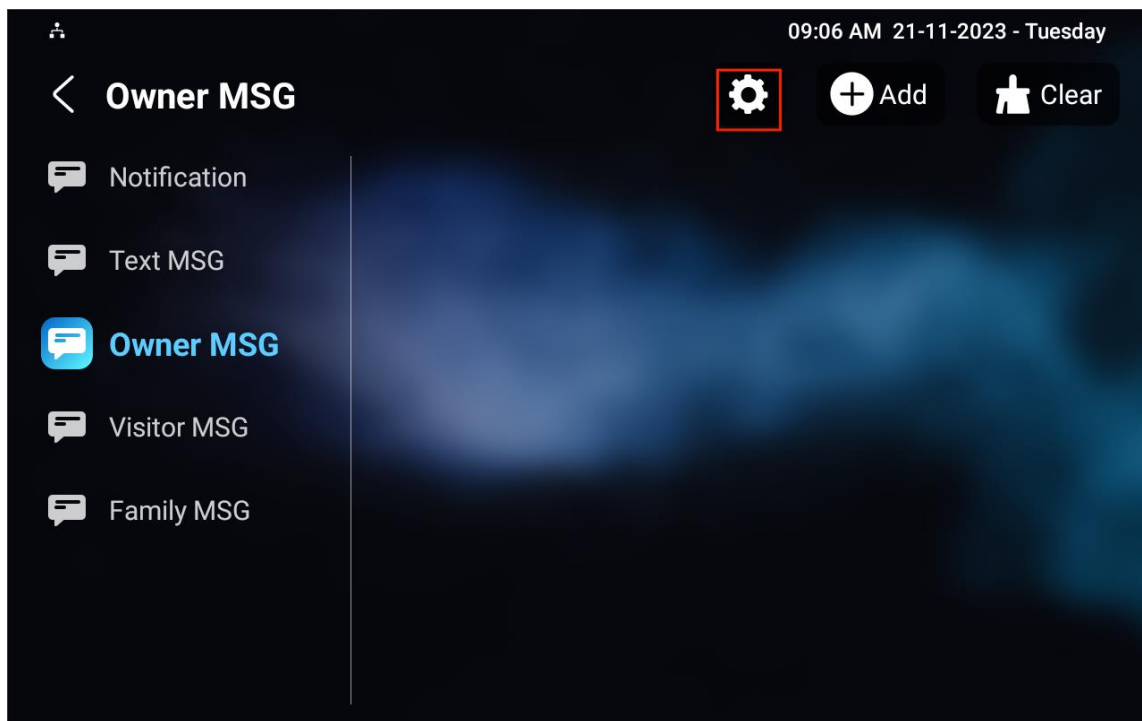 09:06 AM 21-11-2023 - Tuesday
Owner MSG
Add
Clear
Notification
Text MSG
Owner MSG
Visitor MSG
Family MSG